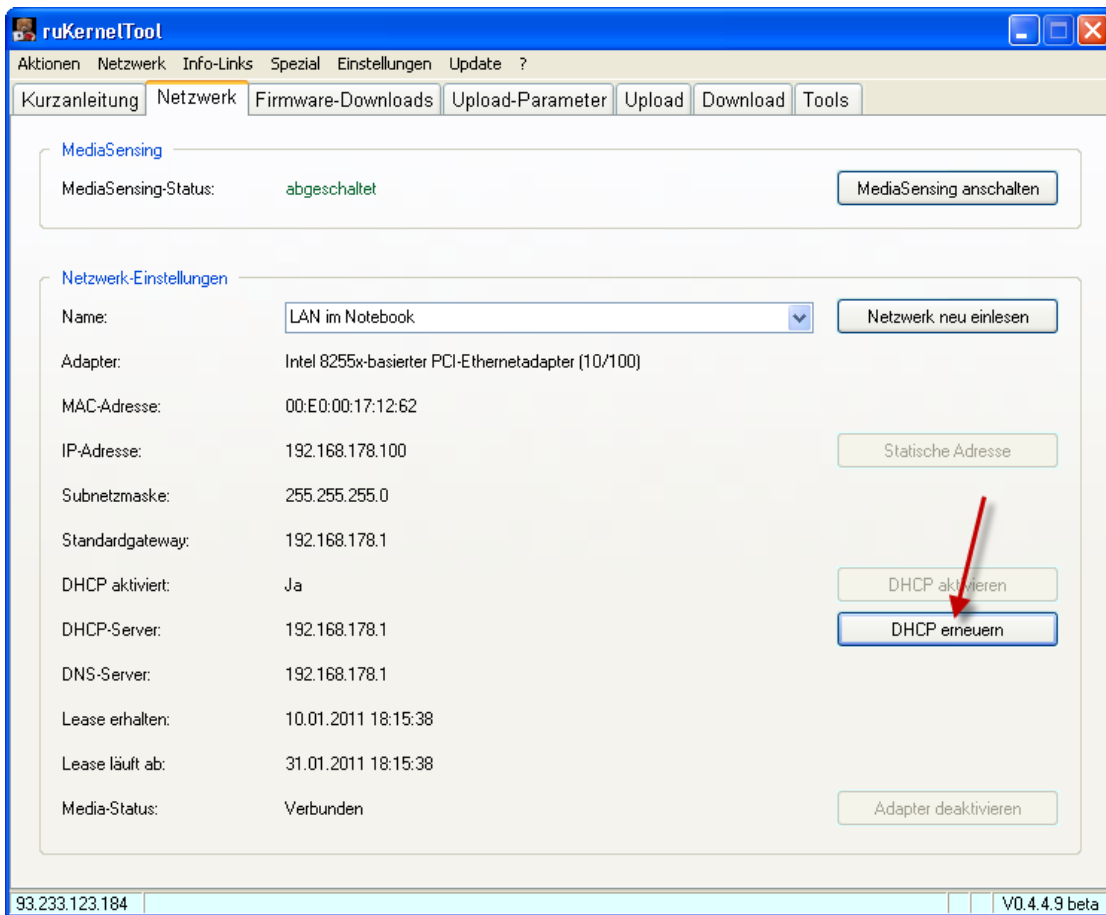 ruKernelTool
Aktionen Netzwerk Info-Links Spezial Einstellungen Update ?
Kurzanleitung Netzwerk Firmware-Downloads Upload-Parameter Upload Download Tools
MediaSensing
MediaSensing-Status: abgeschaltet MediaSensing anschalten
Netzwerk-Einstellungen
Name: LAN im Notebook Netzwerk neu einlesen
Adapter: Intel 8255x-basierter PCI-Ethernetadapter (10/100)
MAC-Adresse: 00:E0:00:17:12:62
IP-Adresse: 192.168.178.100 Statische Adresse
Subnetzmaske: 255.255.255.0
Standardgateway: 192.168.178.1
DHCP aktiviert: Ja DHCP aktivieren
DHCP-Server: 192.168.178.1 DHCP erneuern
DNS-Server: 192.168.178.1
Lease erhalten: 10.01.2011 18:15:38
Lease läuft ab: 31.01.2011 18:15:38
Media-Status: Verbunden Adapter deaktivieren
93.233.123.184 V0.4.4.9 beta